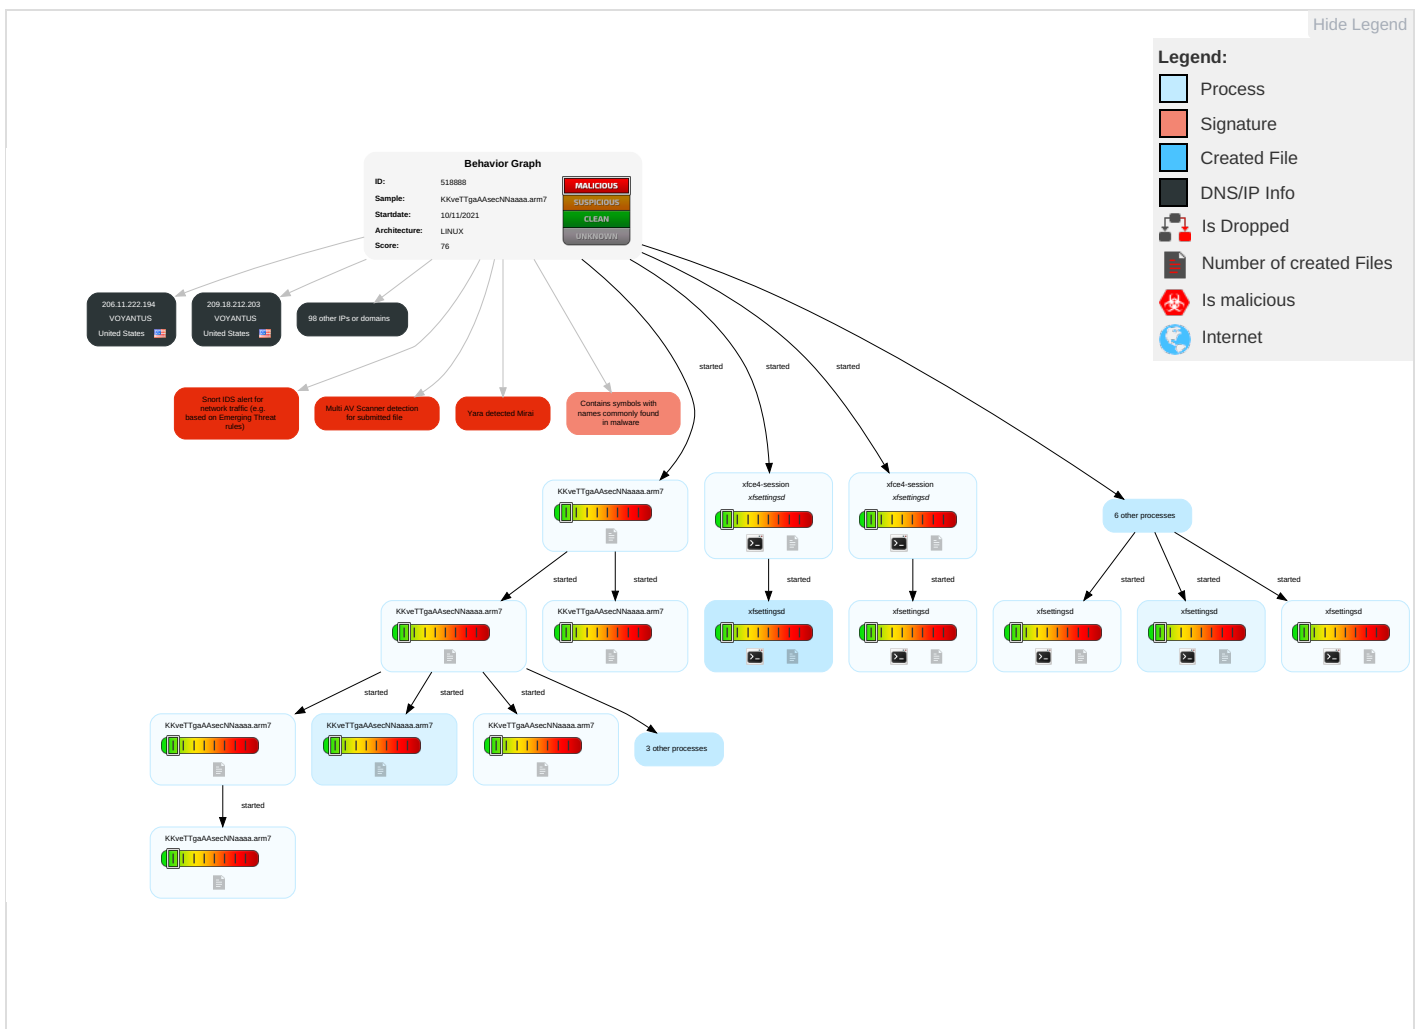 Hide Legend
Legend:
Process
Signature
Created File
DNS/IP Info
Is Dropped
Number of created Files
Is malicious
Internet
Behavior Graph
ID: 518888
Sample: KKveTTgaAAsecNNaaaa.arm7
Startdate: 10/11/2021
Architecture: LINUX
Score: 76
MALICIOUS
SUSPICIOUS
CLEAN
UNKNOWN
206.11.222.194
VOYANTUS
United States
209.18.212.203
VOYANTUS
United States
98 other IPs or domains
started
started
started
Snort IDS alert for
network traffic (e.g.
based on Emerging Threat
rules)
Multi AV Scanner detection
for submitted file
Yara detected Mirai
Contains symbols with
names commonly found
in malware
KKveTTgaAAsecNNaaaa.arm7
xfce4-session
xfsettingsd
xfce4-session
xfsettingsd
6 other processes
started
started
started
started
started
started
started
KKveTTgaAAsecNNaaaa.arm7
KKveTTgaAAsecNNaaaa.arm7
xfsettingsd
xfsettingsd
xfsettingsd
xfsettingsd
xfsettingsd
started
started
started
KKveTTgaAAsecNNaaaa.arm7
KKveTTgaAAsecNNaaaa.arm7
KKveTTgaAAsecNNaaaa.arm7
3 other processes
started
KKveTTgaAAsecNNaaaa.arm7